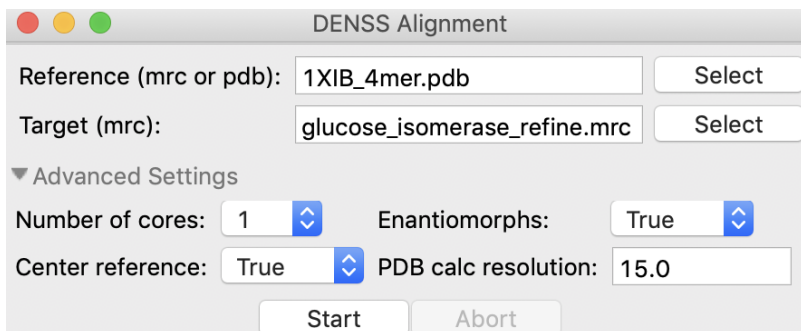 DENSS Alignment
Reference (mrc or pdb): 1XIB_4mer.pdb Select
Target (mrc): glucose_isomerase_refine.mrc Select
Advanced Settings
Number of cores: 1 Enantiomorphs: True
Center reference: True PDB calc resolution: 15.0
Start Abort